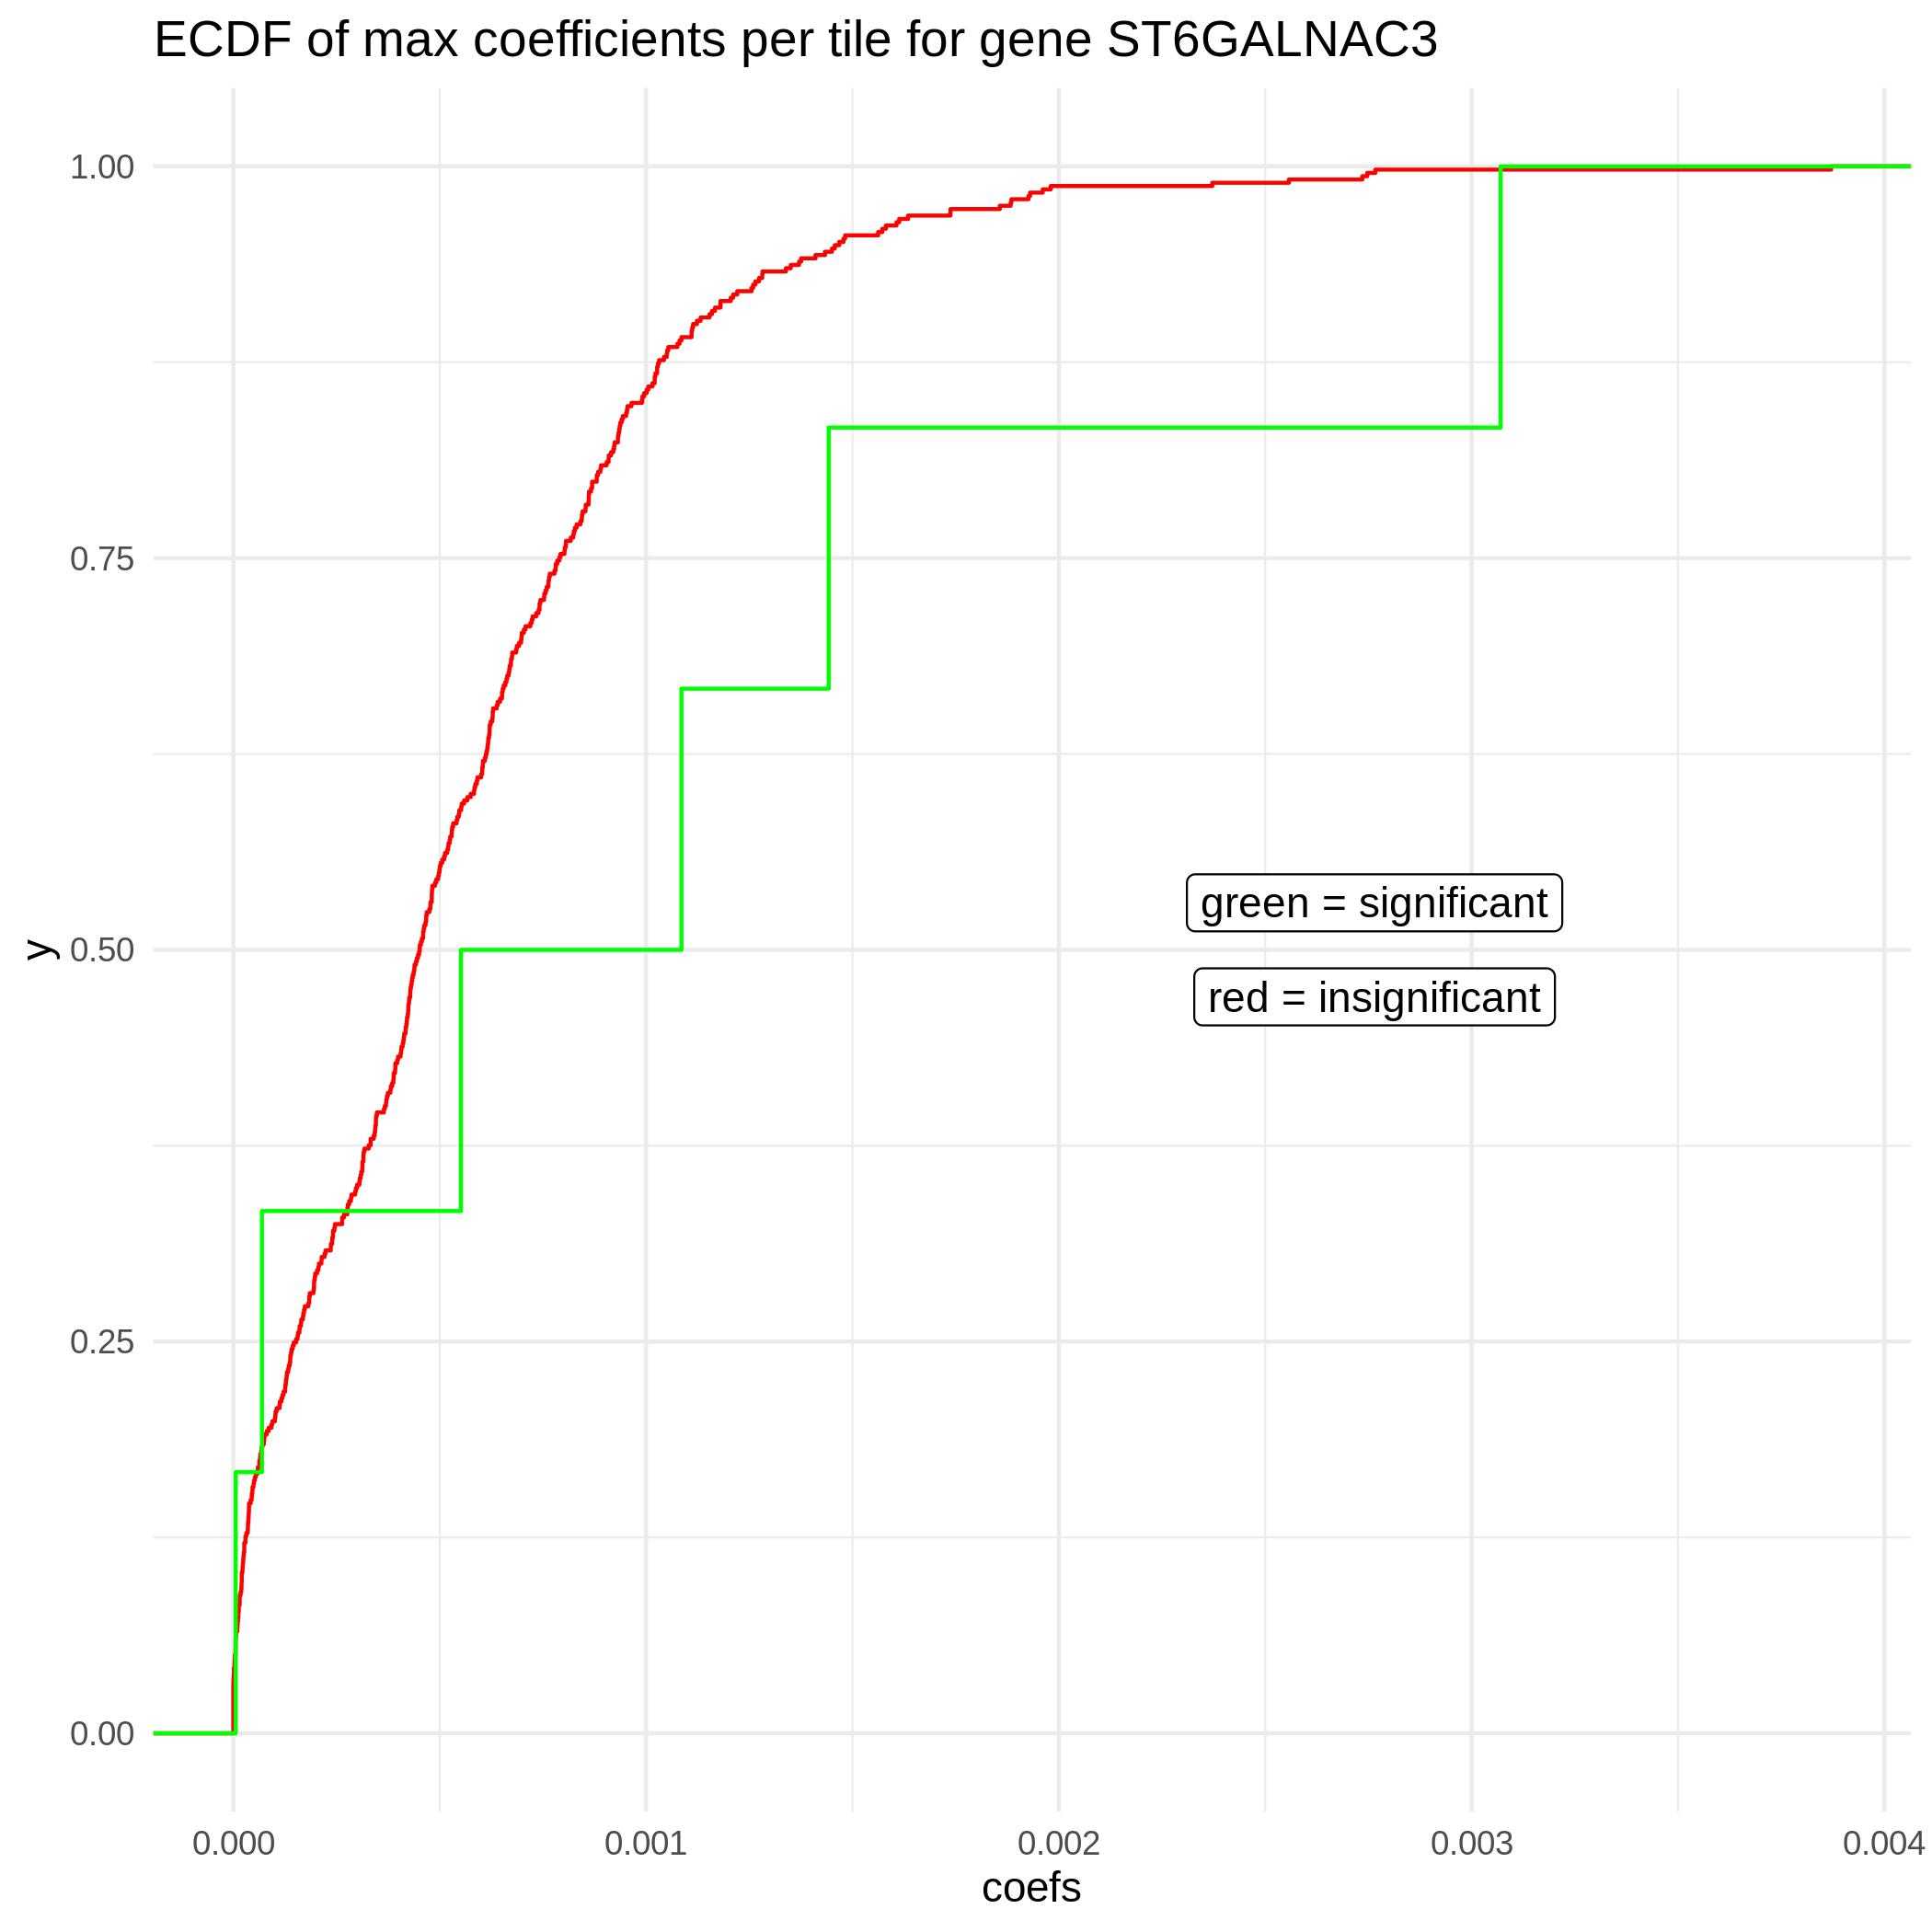 ECDF of max coefficients per tile for gene ST6GALNAC3
1.00
0.75
0.50
0.25
0.00
y
green = significant
red = insignificant
0.000 0.001 0.002 0.003 0.004
coefs